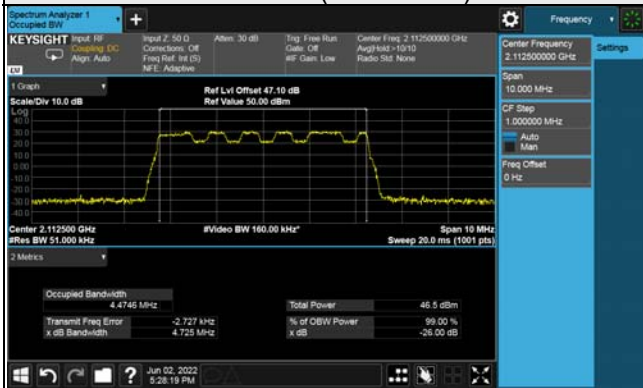 Spectrum Analyzer 1
Occupied BW
+
Frequency
KEYSIGHT
Input: RF
Coupling: DC
Align: Auto
Input Z: 50 Ω
Corrections: Off
Freq Ref: Int (S)
NFE: Adaptive
Atten: 30 dB
Trig: Free Run
Gate: Off
#IF Gain: Low
Center Freq: 2.112500000 GHz
Avg|Hold:>10/10
Radio Std: None
LXI
Center Frequency
2.112500000 GHz
Settings
Span
10.000 MHz
CF Step
1.000000 MHz
Auto
Man
Freq Offset
0 Hz
1 Graph
Scale/Div 10.0 dB
Ref Lvl Offset 47.10 dB
Ref Value 50.00 dBm
Log
40.0
30.0
20.0
10.0
0.00
-10.0
-20.0
-30.0
-40.0
Center 2.112500 GHz
#Res BW 51.000 kHz
#Video BW 160.00 kHz*
Span 10 MHz
Sweep 20.0 ms (1001 pts)
2 Metrics
Occupied Bandwidth
4.4746 MHz
Total Power 46.5 dBm
Transmit Freq Error -2.727 kHz
% of OBW Power 99.00 %
x dB Bandwidth 4.725 MHz
x dB -26.00 dB
?
Jun 02, 2022
5:28:19 PM